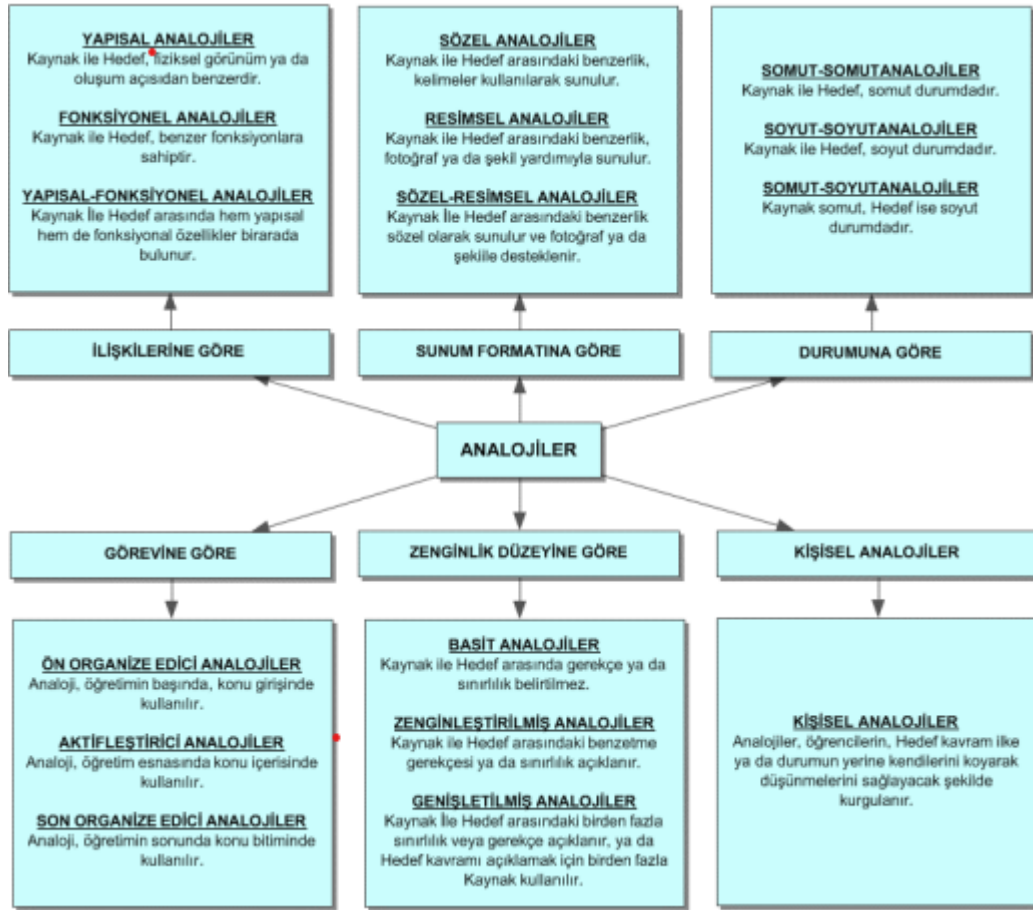 YAPISAL ANALOJİLER
Kaynak ile Hedef, fiziksel görünüm ya da
oluşum açısından benzerdir.
FONKSİYONEL ANALOJİLER
Kaynak ile Hedef, benzer fonksiyonlara
sahiptir.
YAPISAL-FONKSİYONEL ANALOJİLER
Kaynak İle Hedef arasında hem yapısal
hem de fonksiyonal özellikler birarada
bulunur.
SÖZEL ANALOJİLER
Kaynak ile Hedef arasındaki benzerlik,
kelimeler kullanılarak sunulur.
RESİMSEL ANALOJİLER
Kaynak ile Hedef arasındaki benzerlik,
fotoğraf ya da şekil yardımıyla sunulur.
SÖZEL-RESİMSEL ANALOJİLER
Kaynak İle Hedef arasındaki benzerlik
sözel olarak sunulur ve fotoğraf ya da
şekille desteklenir.
SOMUT-SOMUTANALOJİLER
Kaynak ile Hedef, somut durumdadır.
SOYUT-SOYUTANALOJİLER
Kaynak ile Hedef, soyut durumdadır.
SOMUT-SOYUTANALOJİLER
Kaynak somut, Hedef ise soyut
durumdadır.
İLİŞKİLERİNE GÖRE
SUNUM FORMATINA GÖRE
DURUMUNA GÖRE
ANALOJİLER
GÖREVİNE GÖRE
ZENGİNLİK DÜZEYİNE GÖRE
KİŞİSEL ANALOJİLER
ÖN ORGANİZE EDİCİ ANALOJİLER
Analoji, öğretimin başında, konu girişinde
kullanılır.
AKTİFLEŞTİRİCİ ANALOJİLER
Analoji, öğretim esnasında konu içerisinde
kullanılır.
SON ORGANİZE EDİCİ ANALOJİLER
Analoji, öğretimin sonunda konu bitiminde
kullanılır.
BASİT ANALOJİLER
Kaynak ile Hedef arasında gerekçe ya da
sınırlılık belirtilmez.
ZENGİNLEŞTİRİLMİŞ ANALOJİLER
Kaynak ile Hedef arasındaki benzetme
gerekçesi ya da sınırlılık açıklanır.
GENİŞLETİLMİŞ ANALOJİLER
Kaynak İle Hedef arasındaki birden fazla
sınırlılık veya gerekçe açıklanır, ya da
Hedef kavramı açıklamak için birden fazla
Kaynak kullanılır.
KİŞİSEL ANALOJİLER
Analojiler, öğrencilerin, Hedef kavram ilke
ya da durumun yerine kendilerini koyarak
düşünmelerini sağlayacak şekilde
kurgulanır.